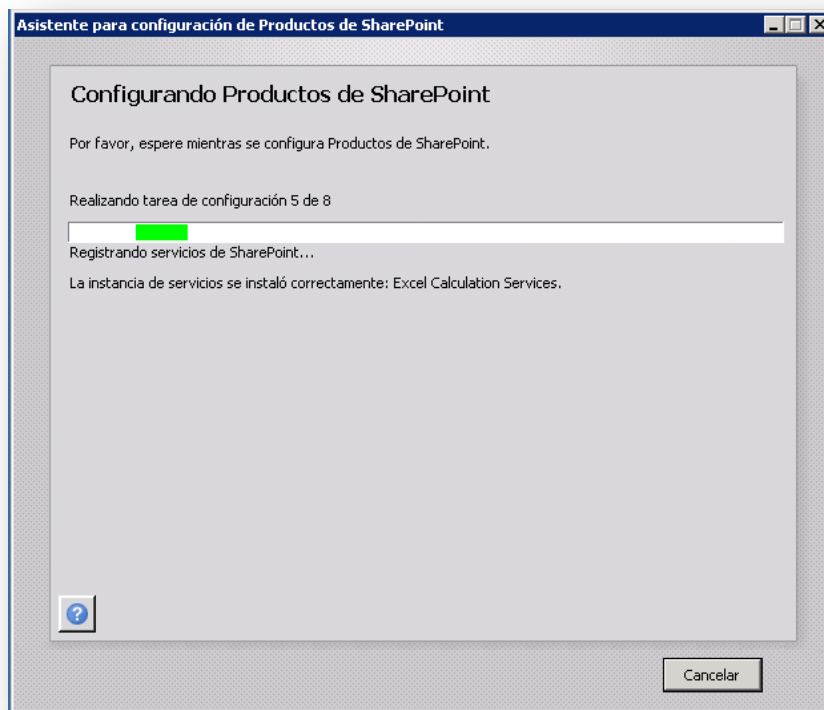 Asistente para configuración de Productos de SharePoint
Configurando Productos de SharePoint
Por favor, espere mientras se configura Productos de SharePoint.
Realizando tarea de configuración 5 de 8
Registrando servicios de SharePoint...
La instancia de servicios se instaló correctamente: Excel Calculation Services.
?
Cancelar